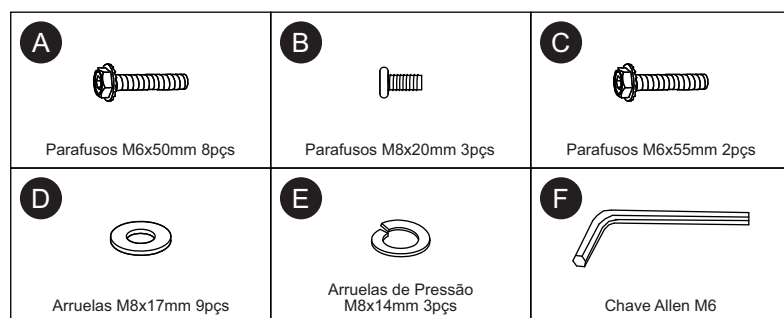 A
B
C
Parafusos M6x50mm 8pçs
Parafusos M8x20mm 3pçs
Parafusos M6x55mm 2pçs
D
E
F
Arruelas M8x17mm 9pçs
Arruelas de Pressão
M8x14mm 3pçs
Chave Allen M6